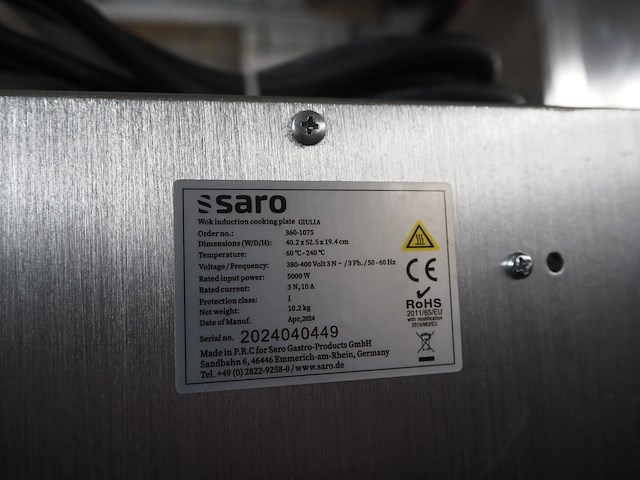 saro
Wok induction cooking plate GIULIA
Order no.: 360-1075
Dimensions (W/D/H): 40.2 x 52.5 x 19.4 cm
Temperature: 60 °C - 240 °C
Voltage / Frequency: 380-400 Volt 3 N ~ / 3 Ph. / 50 - 60 Hz
Rated input power: 5000 W
Rated current: 3 N, 10 A
Protection class: I
Net weight: 10.2 kg
Date of Manuf. Apr, 2024
Serial no. 2024040449
Made in P.R.C for Saro Gastro-Products GmbH
Sandbahn 6, 46446 Emmerich-am-Rhein, Germany
Tel. +49 (0) 2822-9258-0 / www.saro.de
CE
RoHS
2011/65/EU
with modification
2015/863/EU